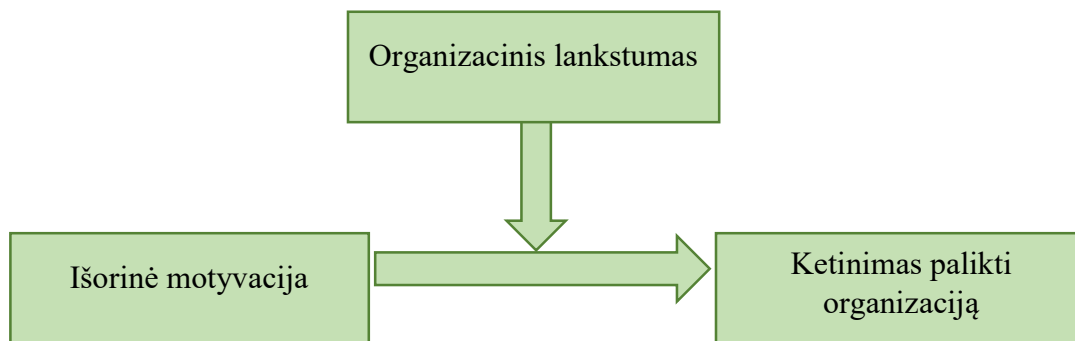 Organizacinis lankstumas
Išorinė motyvacija
Ketinimas palikti
organizaciją